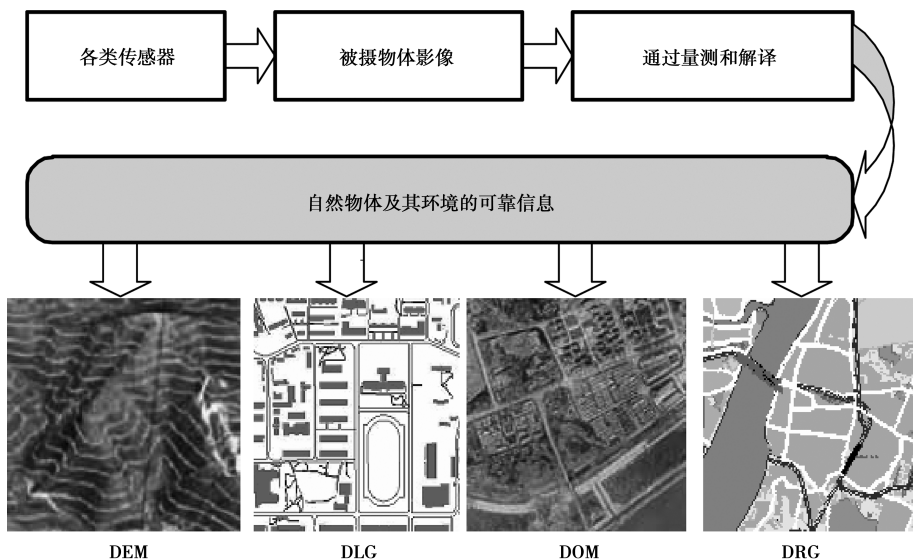 各类传感器
被摄物体影像
通过量测和解译
自然物体及其环境的可靠信息
DEM
DLG
DOM
DRG